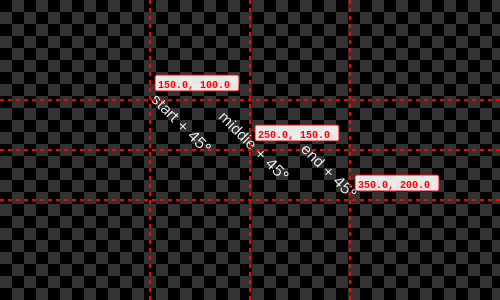 150.0, 100.0
start + 45°
250.0, 150.0
middle + 45°
350.0, 200.0
end + 45°